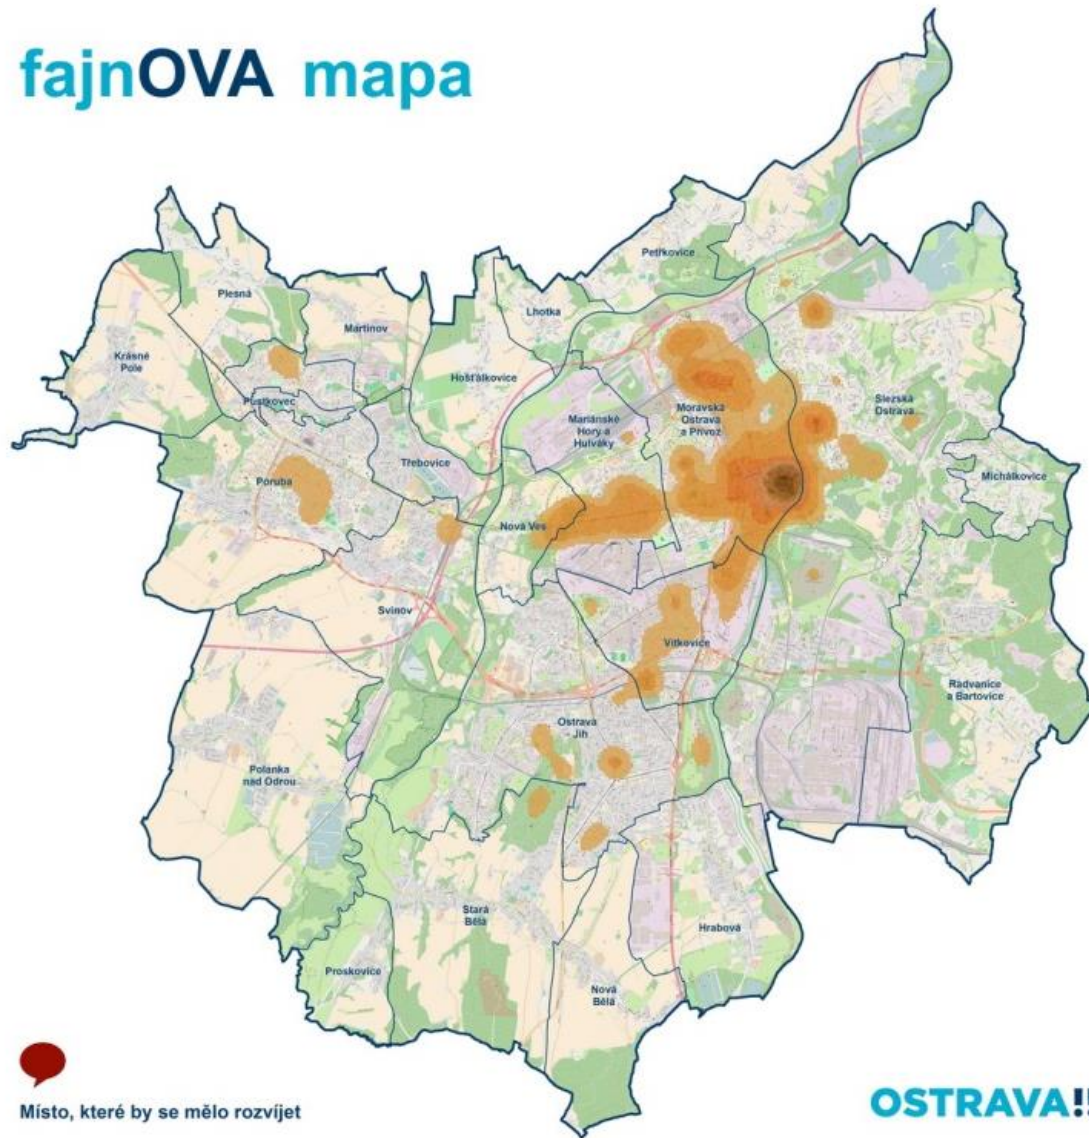 fajnOVA mapa
Petřkovice
Plesná
Lhotka
Martinov
Krásné
Pole
Hošťálkovice
Pustkovec
Mariánské
Hory a
Hulváky
Moravská
Ostrava
a Přívoz
Slezská
Ostrava
Třebovice
Poruba
Michálkovice
Nová Ves
Svinov
Vítkovice
Radvanice
a Bartovice
Ostrava
- Jih
Polanka
nad Odrou
Stará
Bělá
Hrabová
Proskovice
Nová
Bělá
Místo, které by se mělo rozvíjet
OSTRAVA!!!